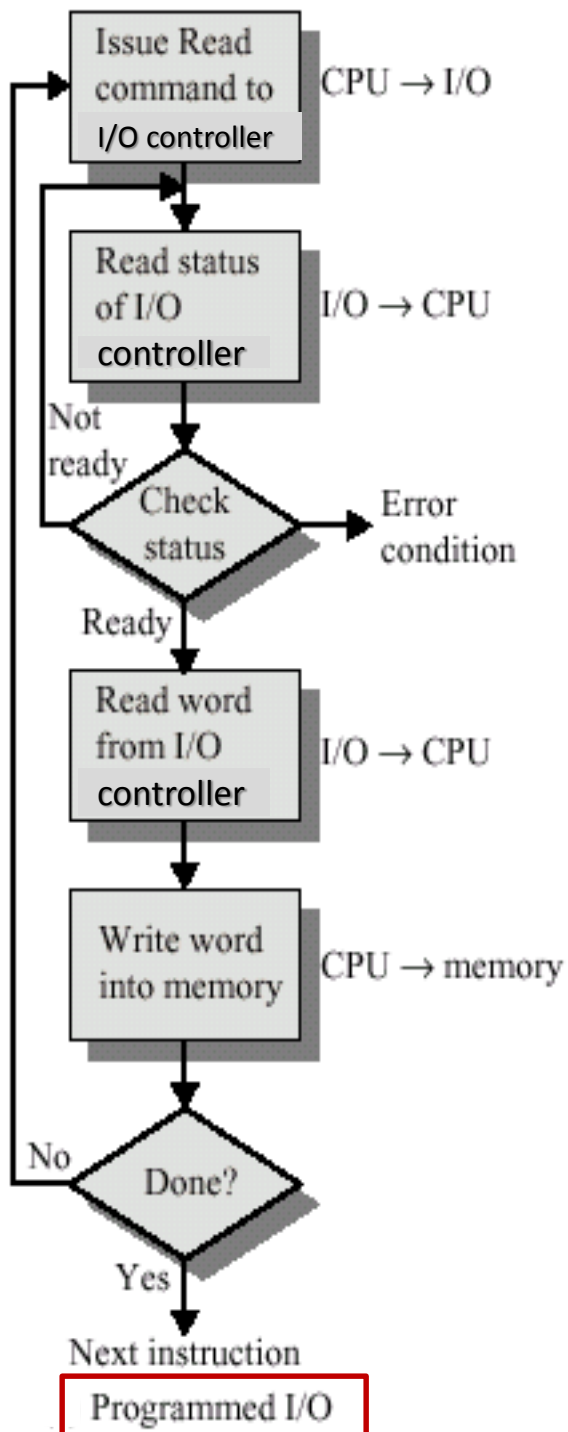 Issue Read
command to
I/O controller
CPU → I/O
Read status
of I/O
controller
I/O → CPU
Not
ready
Check
status
Error
condition
Ready
Read word
from I/O
controller
I/O → CPU
Write word
into memory
CPU → memory
No
Done?
Yes
Next instruction
Programmed I/O